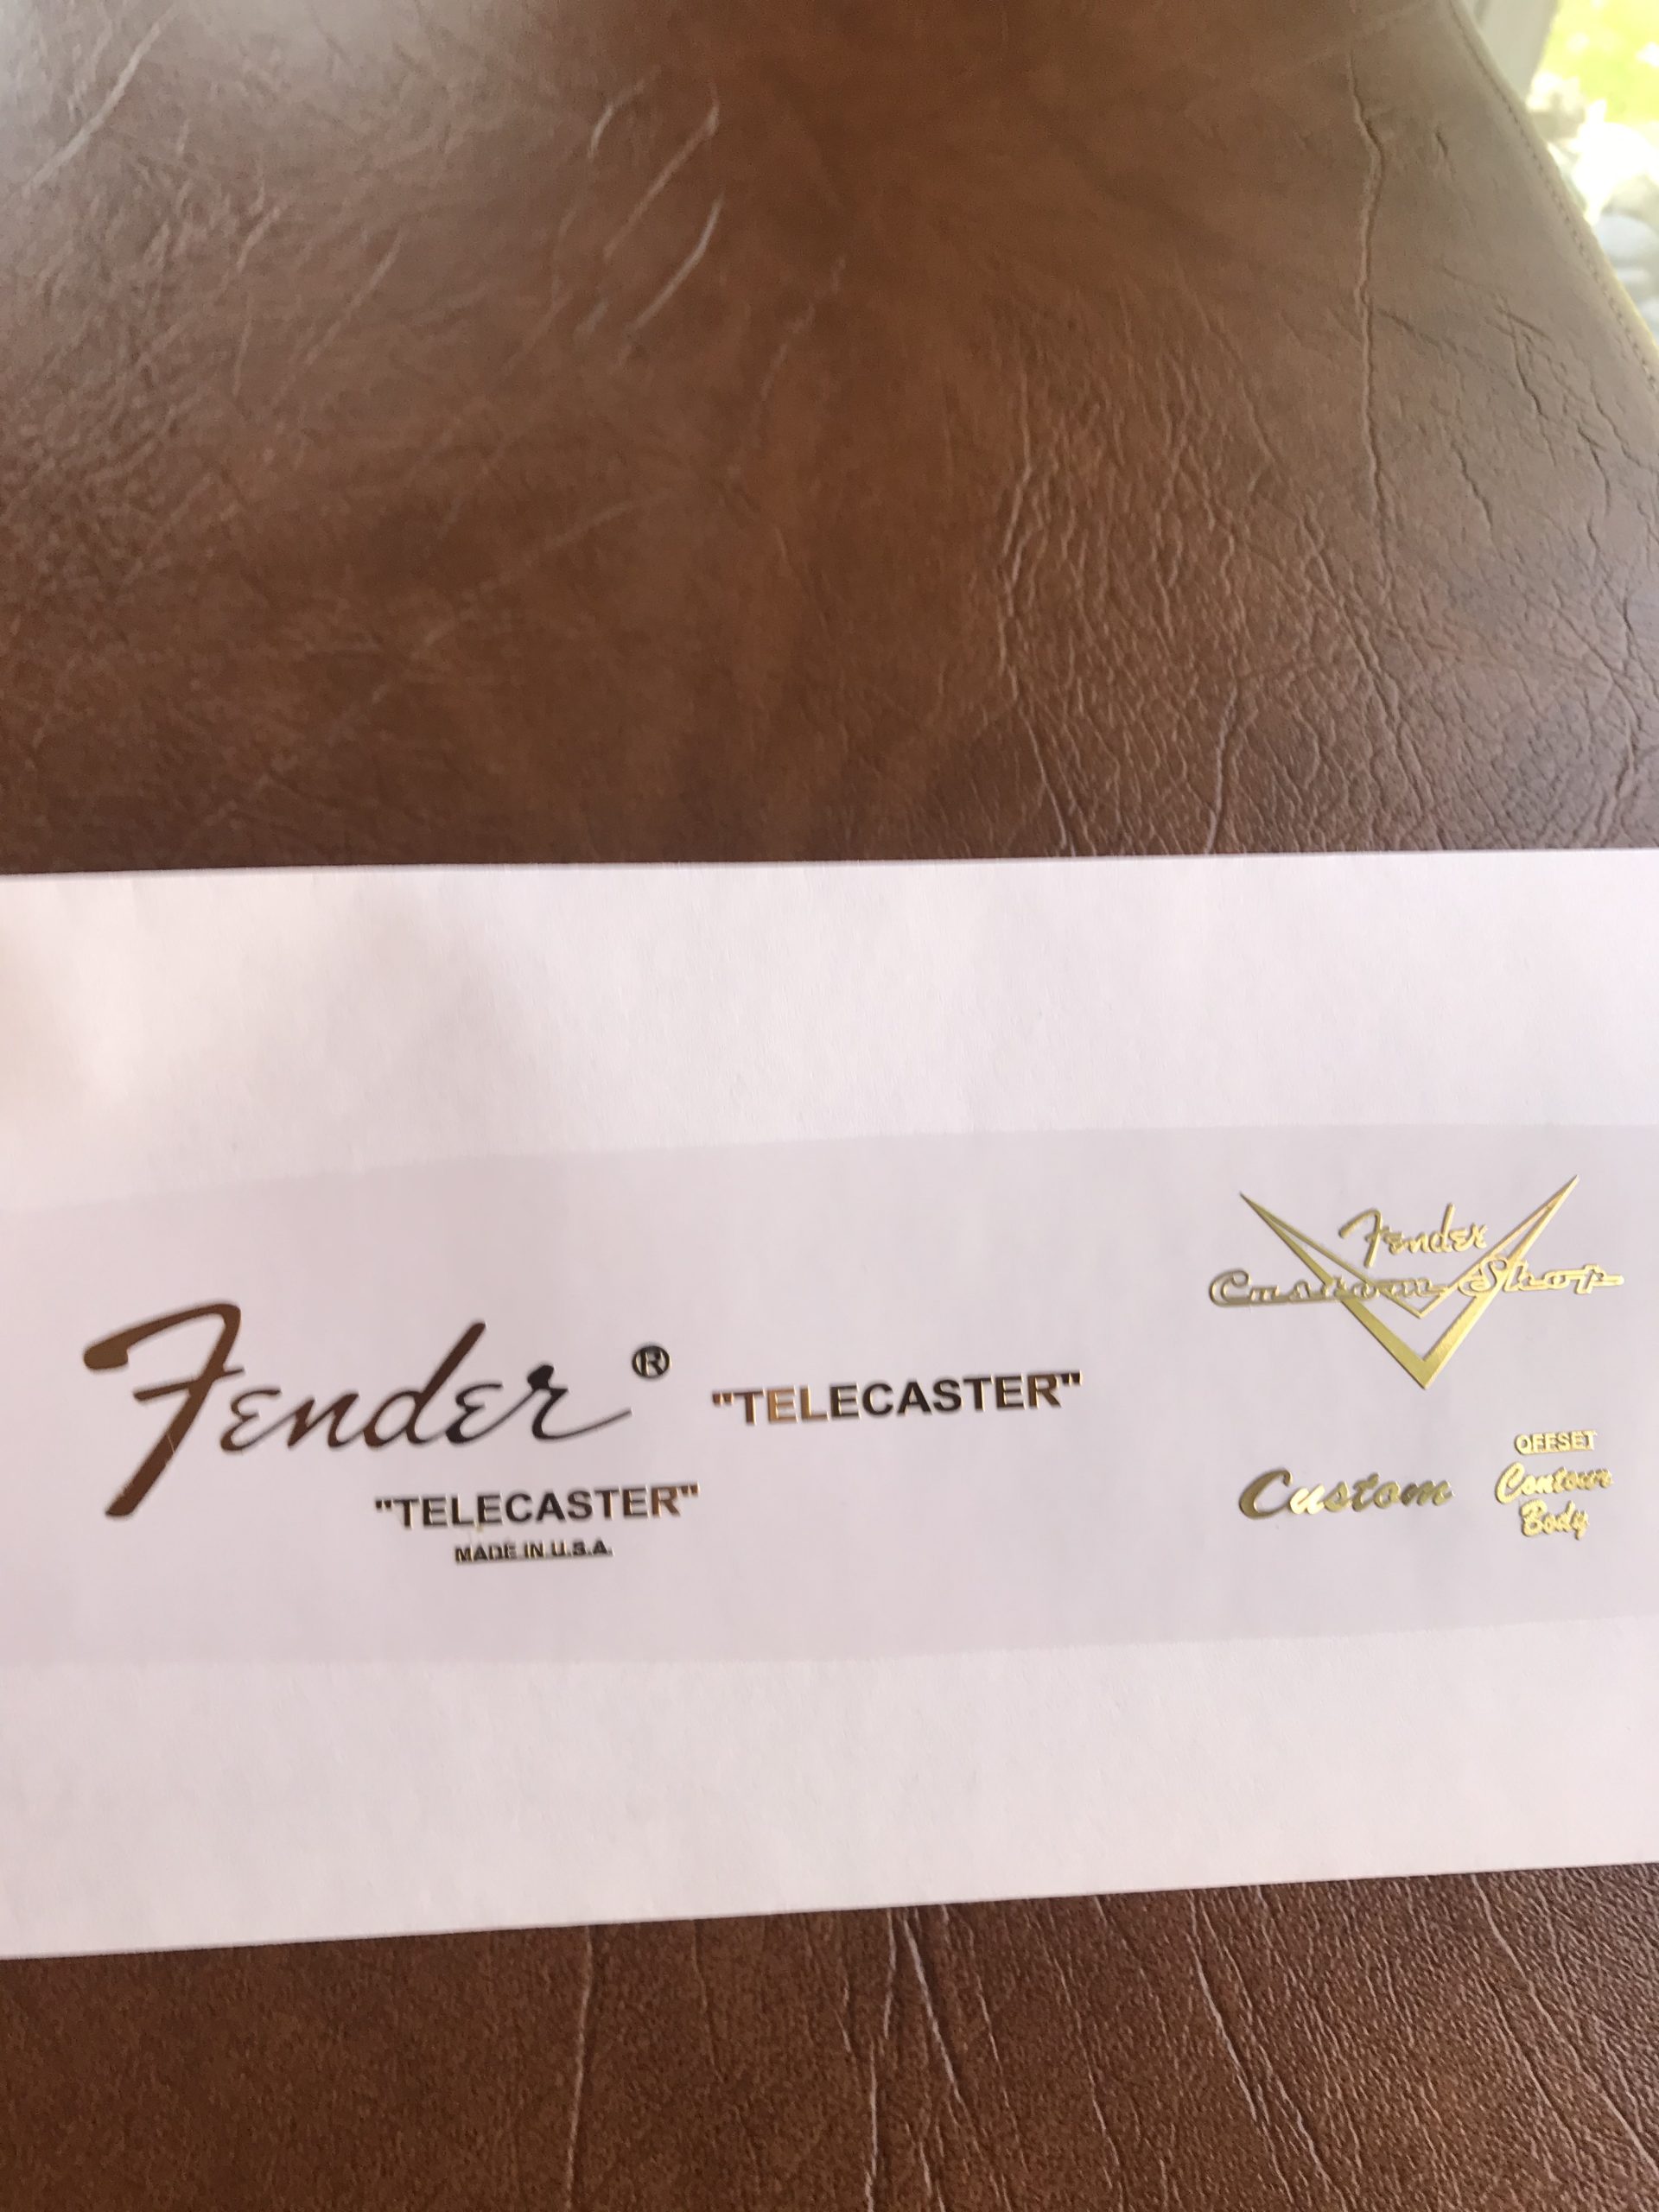 Fender ®
"TELECASTER"
MADE IN U.S.A.
"TELECASTER"
Fender
Custom Shop
Custom
OFFSET
Contour
Body